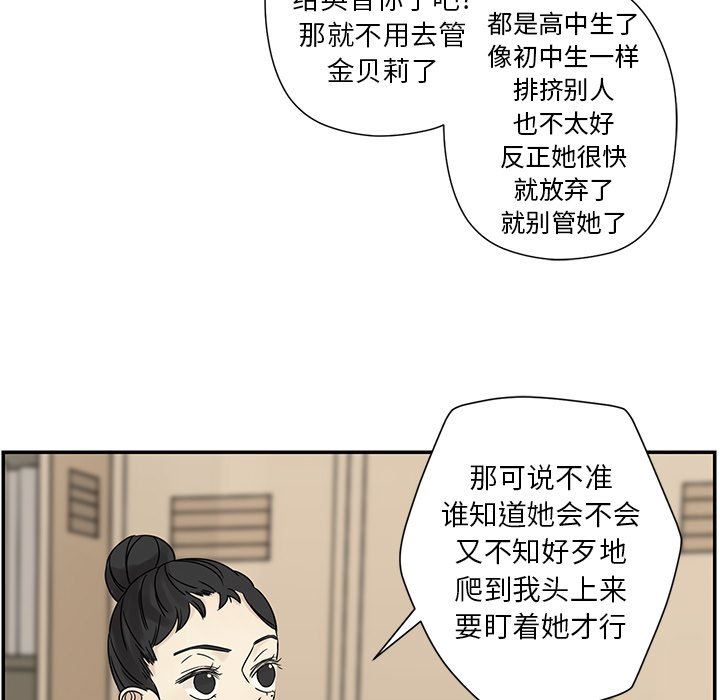 那就不用去管
金贝莉了
都是高中生了
像初中生一样
排挤别人
也不太好
反正她很快
就放弃了
就别管她了
那可说不准
谁知道她会不会
又不知好歹地
爬到我头上来
要盯着她才行